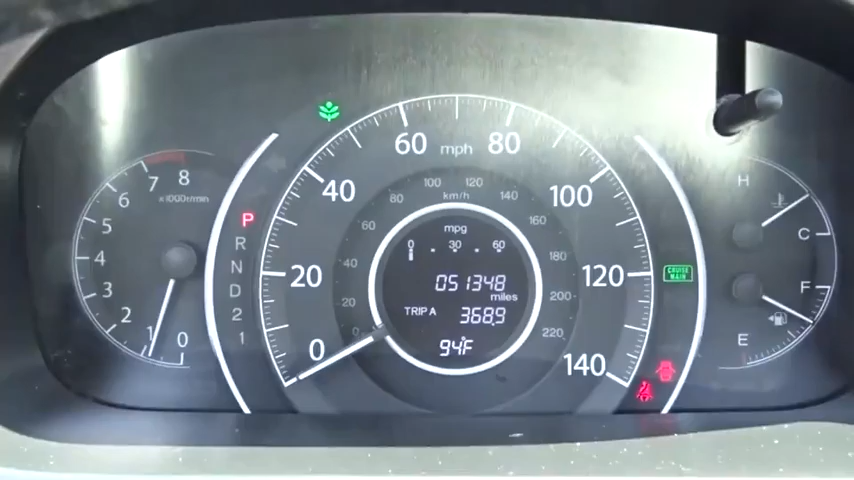 8
7
6
5
4
3
2
1
0
x1000r/min
P
R
N
D
2
1
0
20
40
60
mph
80
100
120
140
0
20
40
60
80
100
120
140
160
180
200
220
km/h
mpg
0 30 60
051348
miles
TRIP A 368.9
94°F
CRUISE
MAIN
H
C
F
E